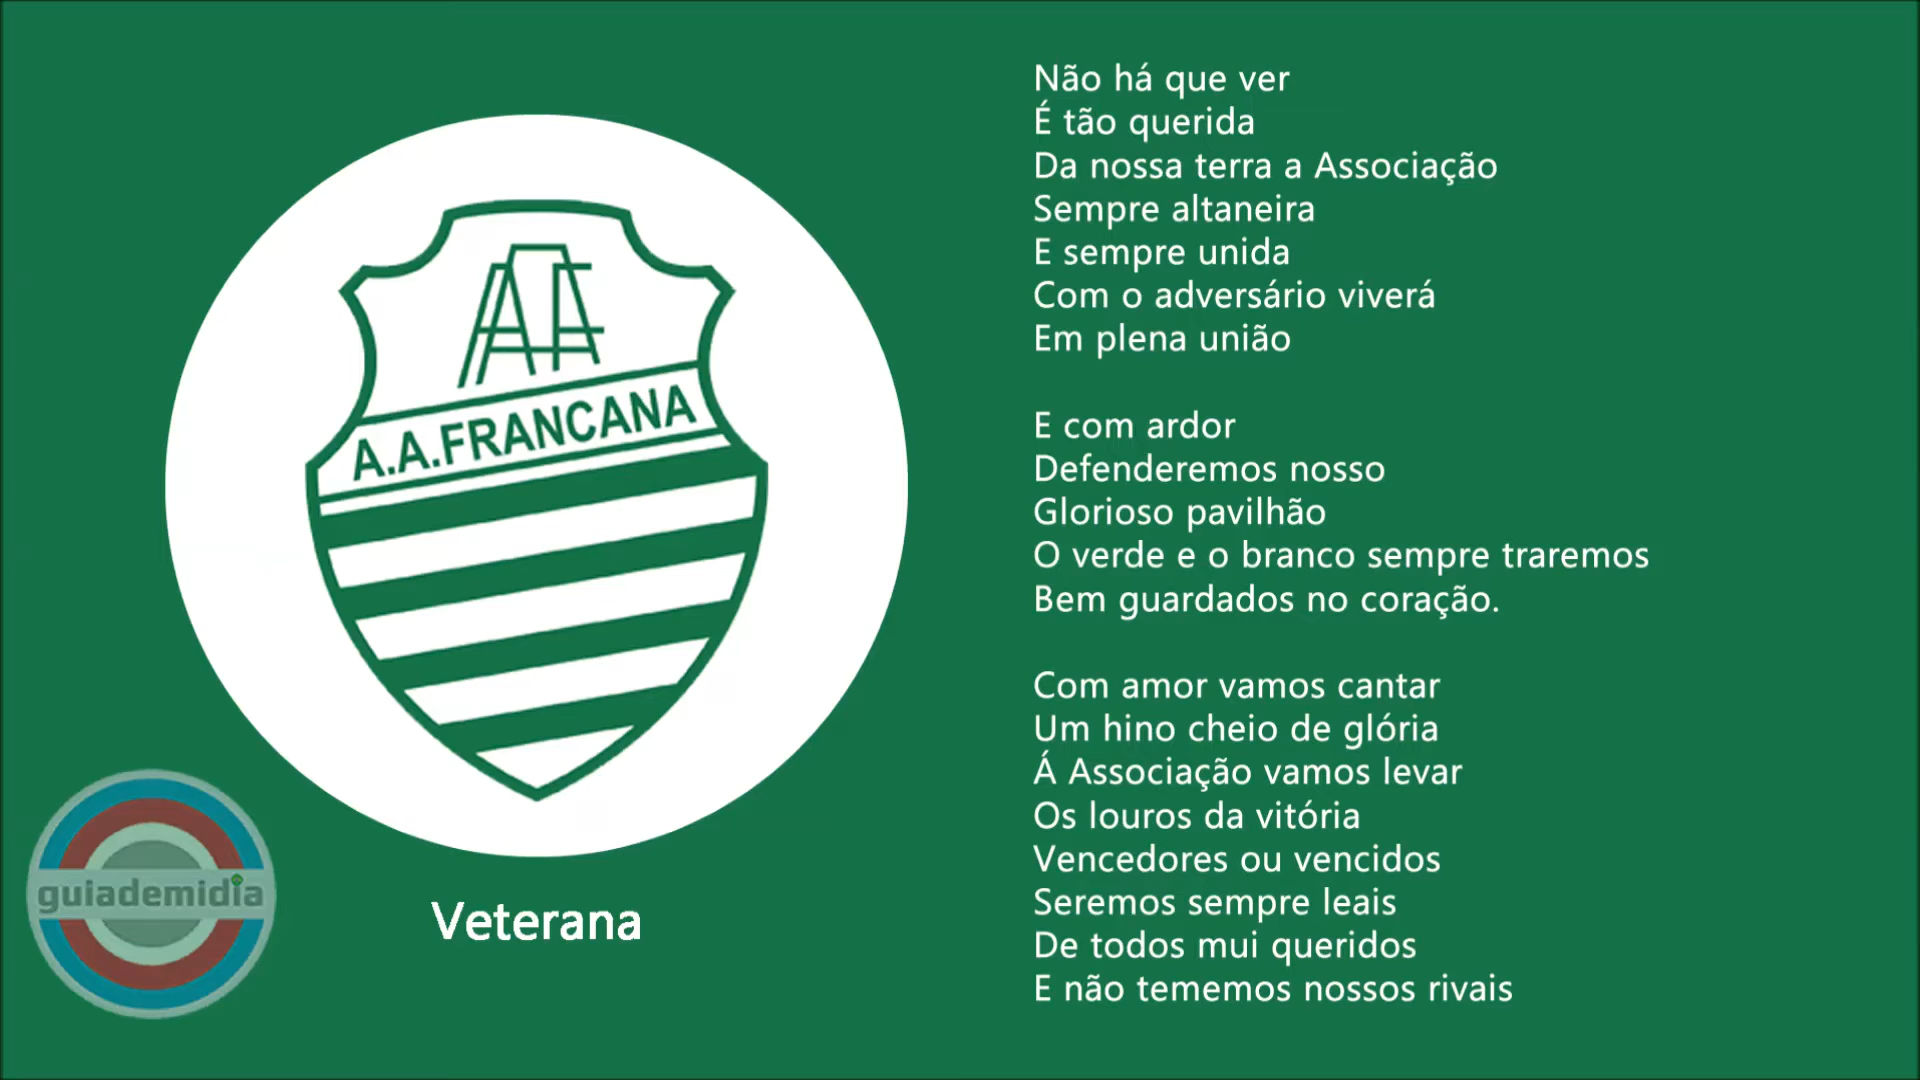 AAF
A.A.FRANCANA
Veterana
guiademidia
Não há que ver
É tão querida
Da nossa terra a Associação
Sempre altaneira
E sempre unida
Com o adversário viverá
Em plena união
E com ardor
Defenderemos nosso
Glorioso pavilhão
O verde e o branco sempre traremos
Bem guardados no coração.
Com amor vamos cantar
Um hino cheio de glória
Á Associação vamos levar
Os louros da vitória
Vencedores ou vencidos
Seremos sempre leais
De todos mui queridos
E não tememos nossos rivais